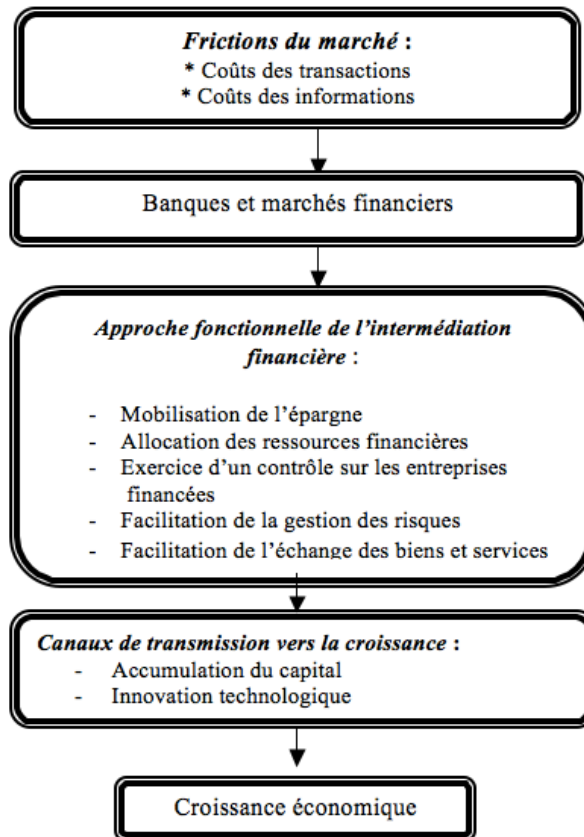 Frictions du marché :
* Coûts des transactions
* Coûts des informations
Banques et marchés financiers
Approche fonctionnelle de l’intermédiation
financière :
- Mobilisation de l’épargne
- Allocation des ressources financières
- Exercice d’un contrôle sur les entreprises
financées
- Facilitation de la gestion des risques
- Facilitation de l’échange des biens et services
Canaux de transmission vers la croissance :
- Accumulation du capital
- Innovation technologique
Croissance économique